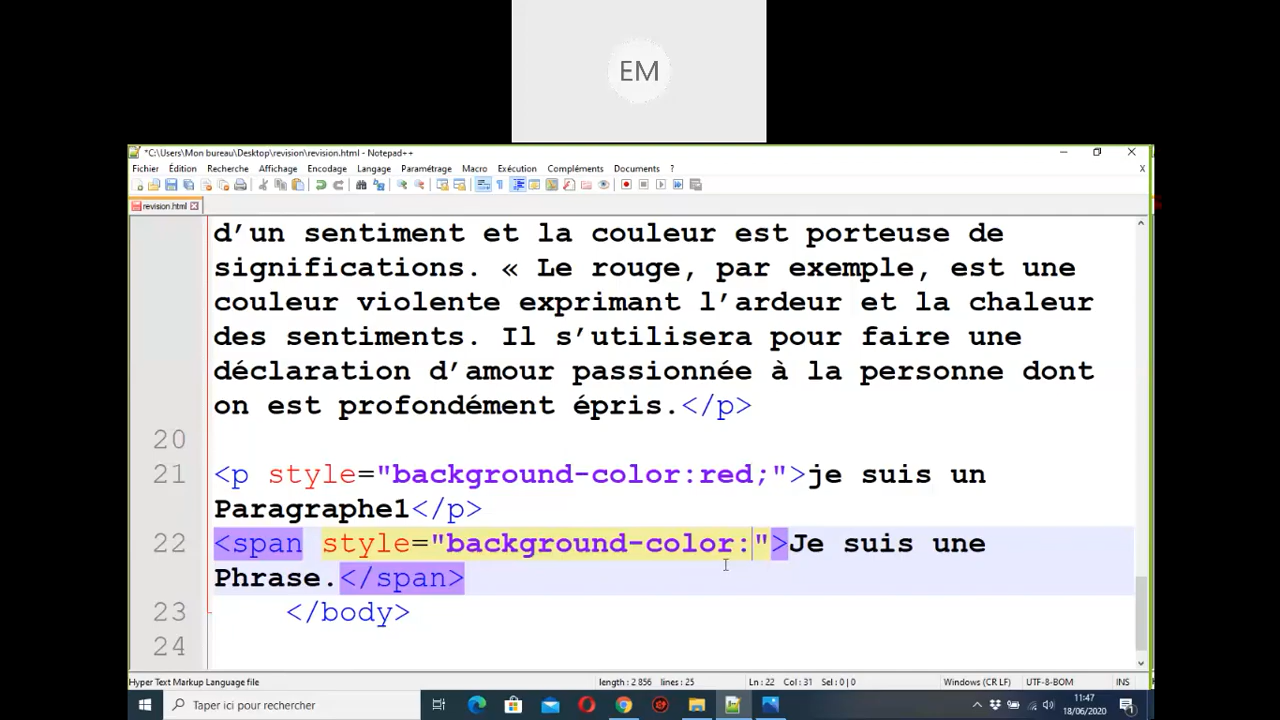 EM
*C:\Users\Mon bureau\Desktop\revision\revision.html - Notepad++
Fichier Édition Recherche Affichage Encodage Langage Paramétrage Macro Exécution Compléments Documents ? X
revision.html
d’un sentiment et la couleur est porteuse de
significations. « Le rouge, par exemple, est une
couleur violente exprimant l’ardeur et la chaleur
des sentiments. Il s’utilisera pour faire une
déclaration d’amour passionnée à la personne dont
on est profondément épris.</p>
20
21 <p style="background-color:red;">je suis un
Paragraphe1</p>
22 <span style="background-color:">Je suis une
Phrase.</span>
23 </body>
24
Hyper Text Markup Language file length : 2 856 lines : 25 Ln : 22 Col : 31 Sel : 0 | 0 Windows (CR LF) UTF-8-BOM INS
Taper ici pour rechercher
11:47
18/06/2020